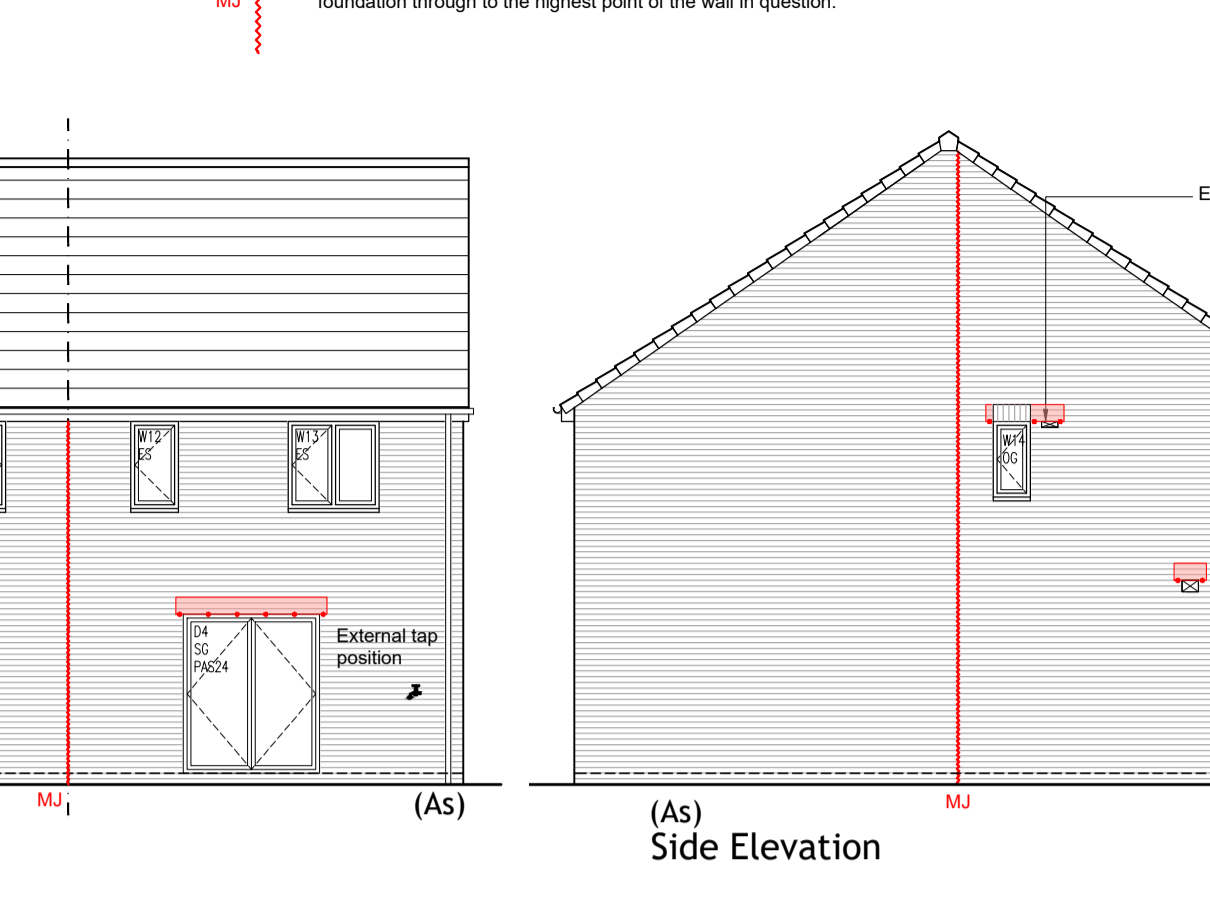 MJ
foundation through to the highest point of the wall in question.
E
W12
ES
W13
ES
W14
OG
D4
SG
PAS24
External tap
position
MJ
(As)
MJ
(As)
Side Elevation